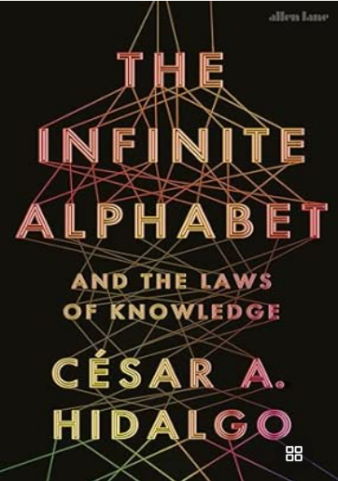 allen lane
THE
INFINITE
ALPHABET
AND THE LAWS
OF KNOWLEDGE
CÉSAR A.
HIDALGO